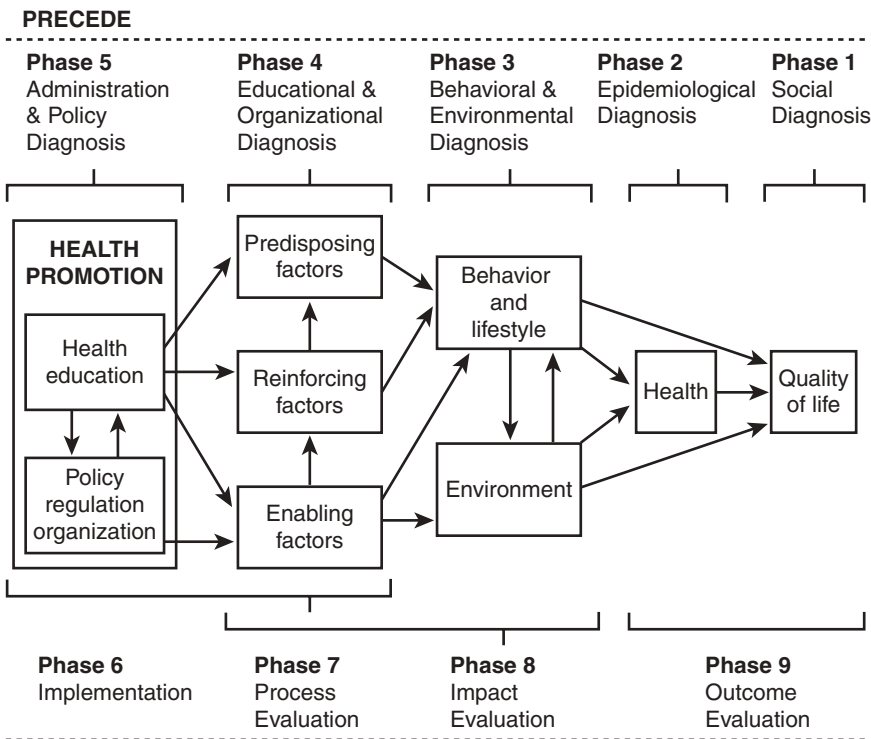 PRECEDE
Phase 5
Administration
& Policy
Diagnosis
Phase 4
Educational &
Organizational
Diagnosis
Phase 3
Behavioral &
Environmental
Diagnosis
Phase 2
Epidemiological
Diagnosis
Phase 1
Social
Diagnosis
HEALTH
PROMOTION
Health
education
Policy
regulation
organization
Predisposing
factors
Reinforcing
factors
Enabling
factors
Behavior
and
lifestyle
Environment
Health
Quality
of life
Phase 6
Implementation
Phase 7
Process
Evaluation
Phase 8
Impact
Evaluation
Phase 9
Outcome
Evaluation